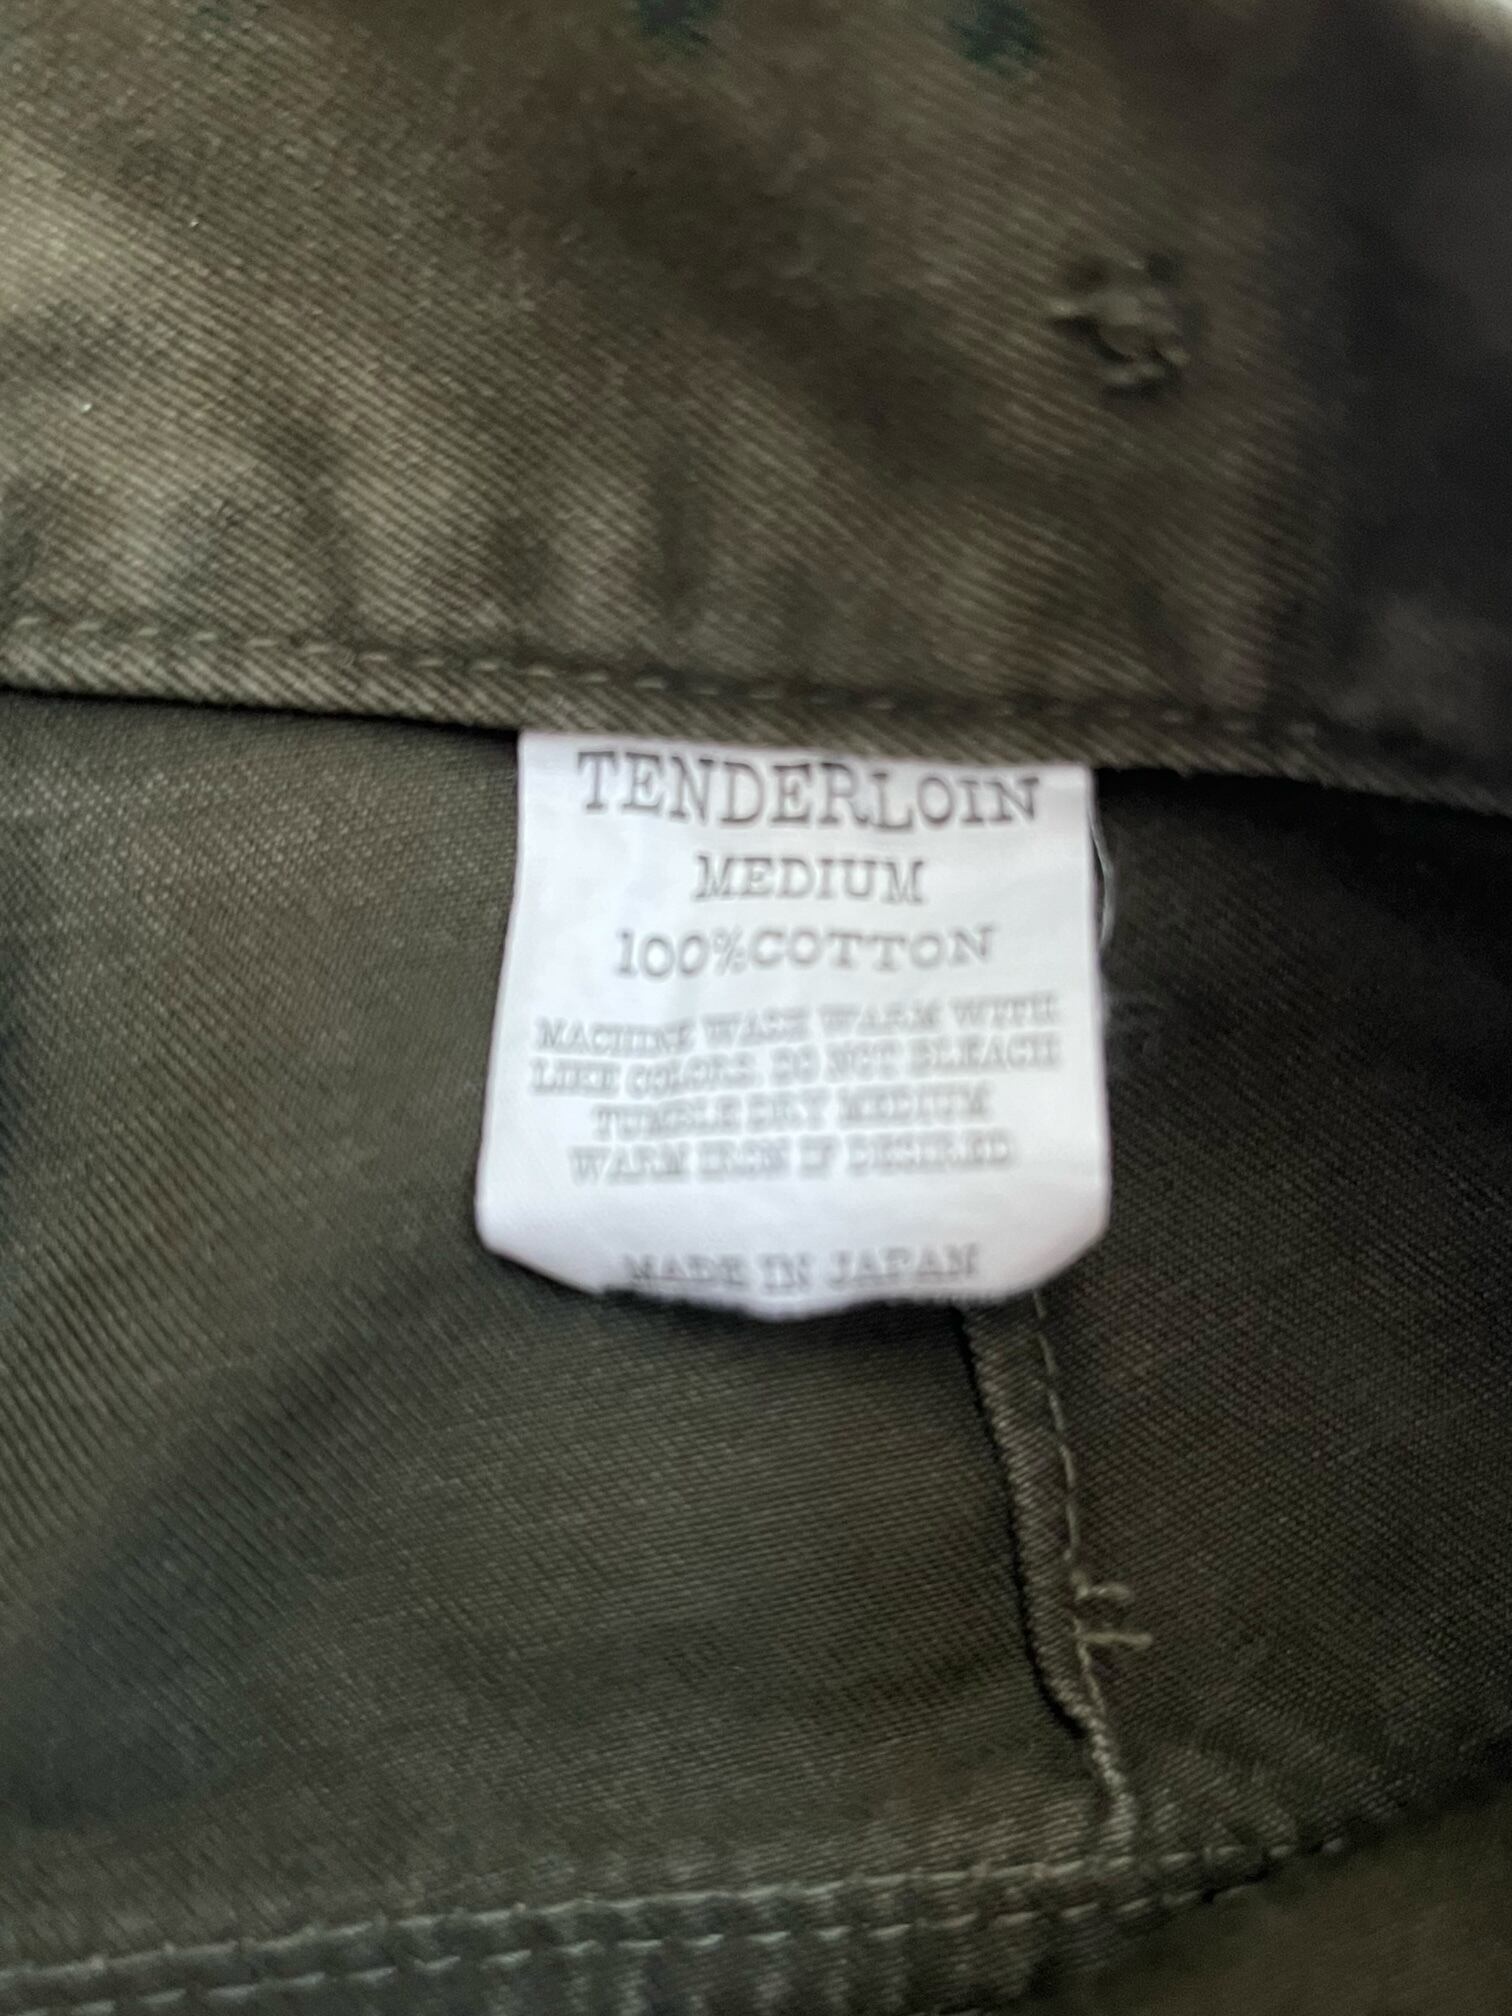 TENDERLOIN
MEDIUM
100%COTTON
MACHINE WASH WARM WITH
LIKE COLORS. DO NOT BLEACH
TUMBLE DRY MEDIUM
WARM IRON IF DESIRED
MADE IN JAPAN